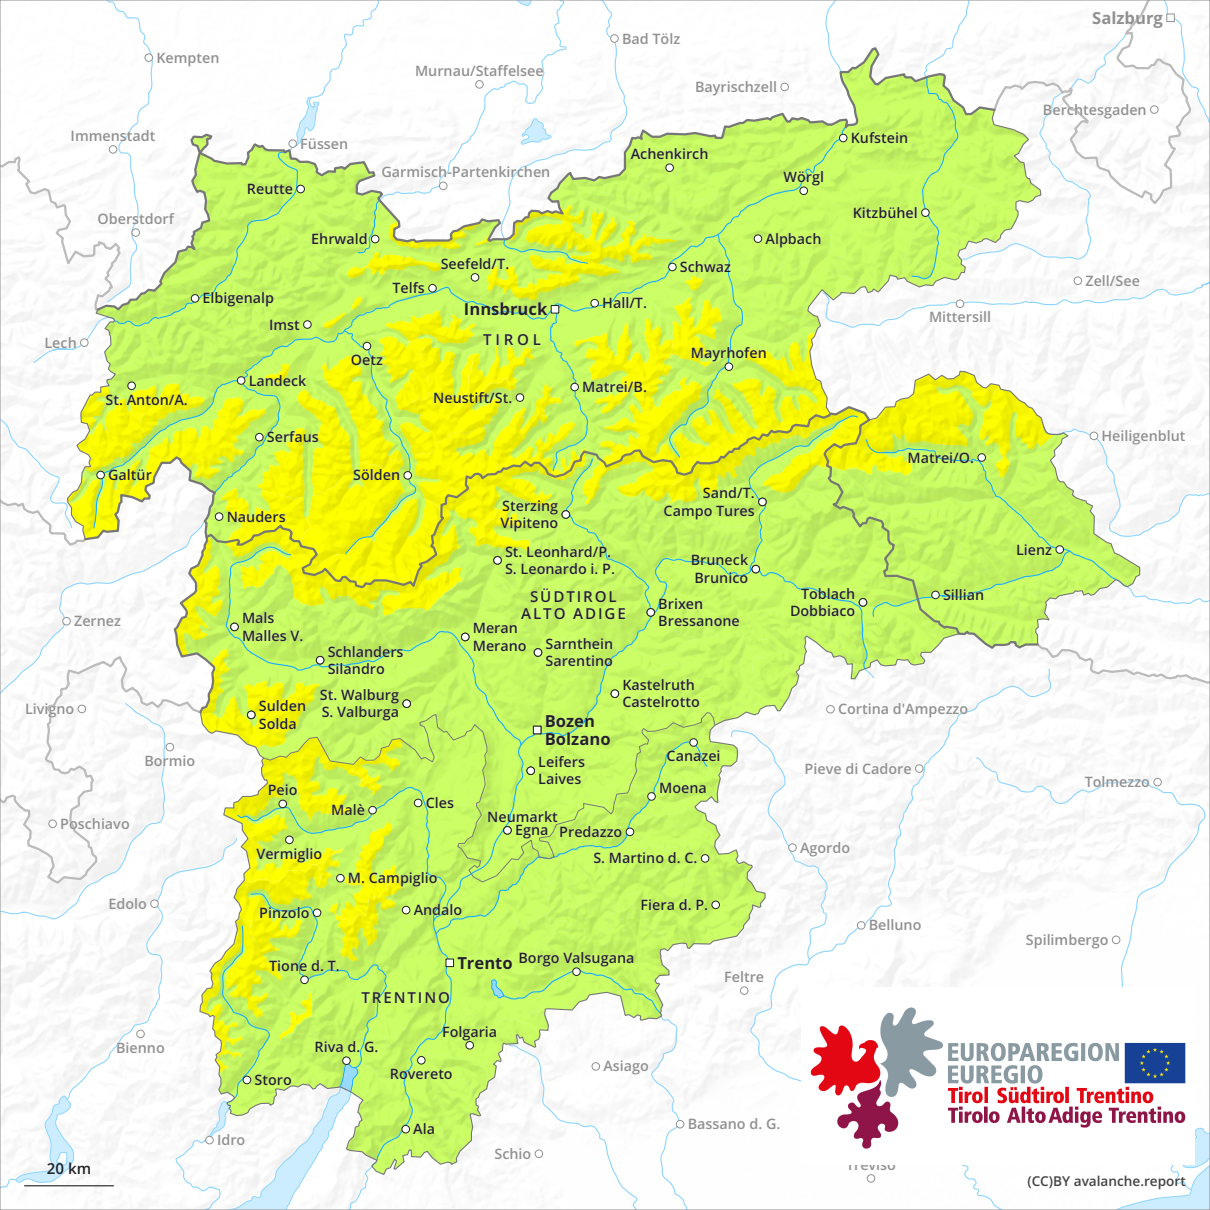 Salzburg
Bad Tölz
Kempten
Murnau/Staffelsee
Bayrischzell
Berchtesgaden
Immenstadt
Füssen
Kufstein
Achenkirch
Garmisch-Partenkirchen
Wörgl
Reutte
Kitzbühel
Oberstdorf
Ehrwald
Alpbach
Seefeld/T.
Schwaz
Zell/See
Telfs
Elbigenalp
Hall/T.
Innsbruck
Mittersill
Imst
TIROL
Lech
Mayrhofen
Oetz
Landeck
Matrei/B.
St. Anton/A.
Neustift/St.
Serfaus
Heiligenblut
Matrei/O.
Galtür
Sölden
Sand/T.
Campo Tures
Sterzing
Vipiteno
Nauders
St. Leonhard/P.
S. Leonardo i. P.
Lienz
Bruneck
Brunico
SÜDTIROL
ALTO ADIGE
Toblach
Dobbiaco
Sillian
Brixen
Bressanone
Zernez
Mals
Malles V.
Meran
Merano
Sarnthein
Sarentino
Schlanders
Silandro
Kastelruth
Castelrotto
St. Walburg
S. Valburga
Livigno
Sulden
Solda
Cortina d'Ampezzo
Bozen
Bolzano
Bormio
Canazei
Leifers
Laives
Pieve di Cadore
Tolmezzo
Peio
Moena
Malè
Cles
Poschiavo
Neumarkt
Egna
Predazzo
Vermiglio
Agordo
S. Martino d. C.
M. Campiglio
Edolo
Pinzolo
Andalo
Fiera d. P.
Belluno
Spilimbergo
Tione d. T.
Trento
Borgo Valsugana
Feltre
TRENTINO
Folgaria
Bienno
Riva d. G.
Rovereto
Asiago
Storo
EUROPAREGION
EUREGIO
Tirol Südtirol Trentino
Tirolo Alto Adige Trentino
Ala
Bassano d. G.
Idro
Schio
Treviso
20 km
(CC)BY avalanche.report